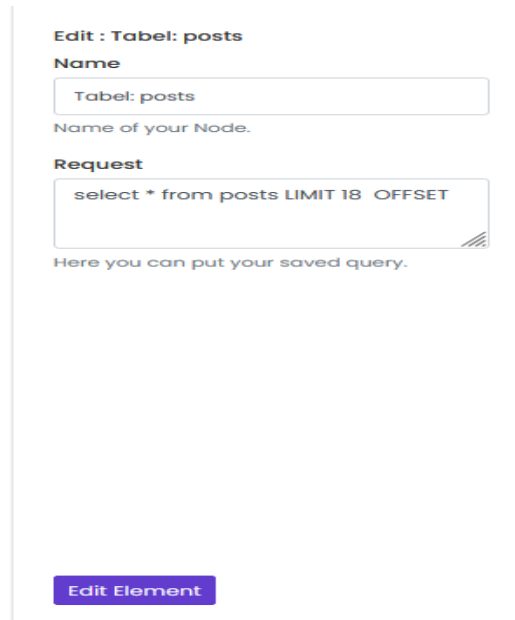 Edit : Tabel: posts
Name
Tabel: posts
Name of your Node.
Request
select * from posts LIMIT 18 OFFSET
Here you can put your saved query.
Edit Element